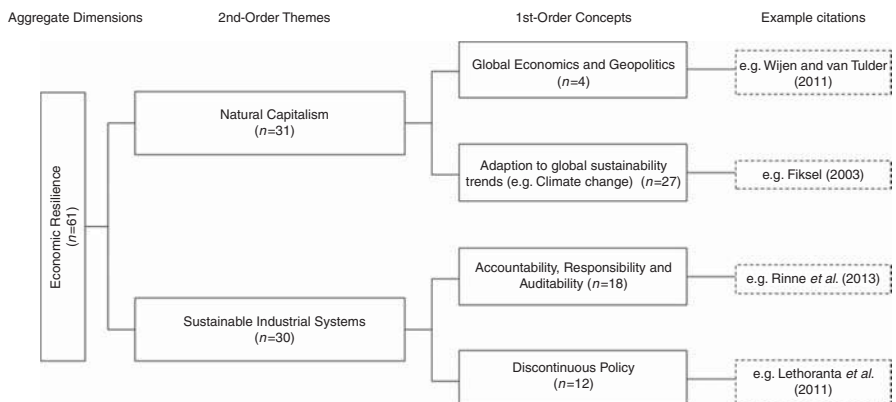 Aggregate Dimensions 2nd-Order Themes 1st-Order Concepts Example citations
Economic Resilience
(n=61)
Natural Capitalism
(n=31)
Global Economics and Geopolitics
(n=4)
e.g. Wijen and van Tulder
(2011)
Adaption to global sustainability
trends (e.g. Climate change) (n=27)
e.g. Fiksel (2003)
Sustainable Industrial Systems
(n=30)
Accountability, Responsibility and
Auditability (n=18)
e.g. Rinne et al. (2013)
Discontinuous Policy
(n=12)
e.g. Lethoranta et al.
(2011)